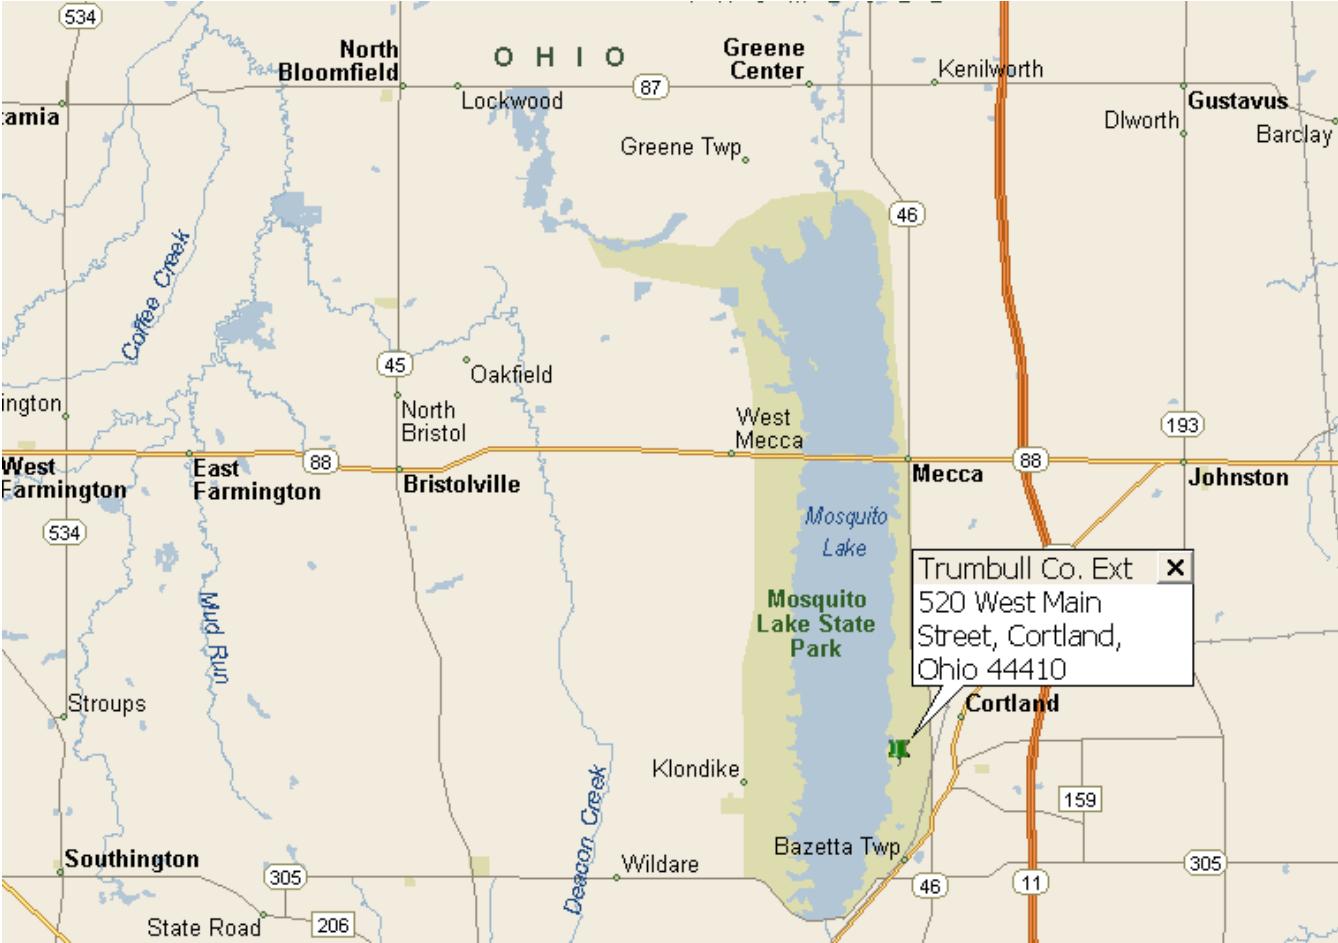 534
North
Bloomfield
OHIO
Greene
Center
Kenilworth
87
Lockwood
Gustavus
tamia
Dlworth
Barclay
Greene Twp
46
Coffee Creek
45
Oakfield
ington
North
Bristol
West
Mecca
193
West
Farmington
East
Farmington
88
Bristolville
Mecca
88
Johnston
534
Mosquito
Lake
Trumbull Co. Ext
520 West Main
Street, Cortland,
Ohio 44410
Mosquito
Lake State
Park
Mud Run
Stroups
Cortland
Klondike
159
Deacon Creek
Bazetta Twp
Southington
Wildare
305
305
46
11
State Road
206